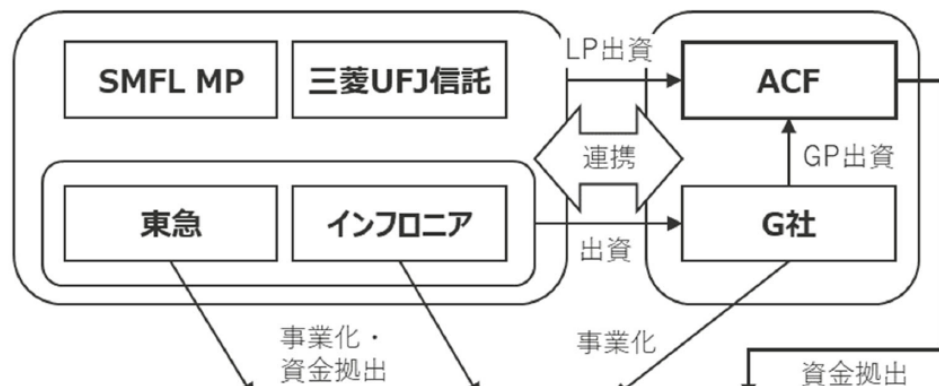 LP出資
SMFL MP
三菱UFJ信託
ACF
連携
GP出資
東急
インフロニア
G社
出資
事業化・
資金拠出
事業化
資金拠出